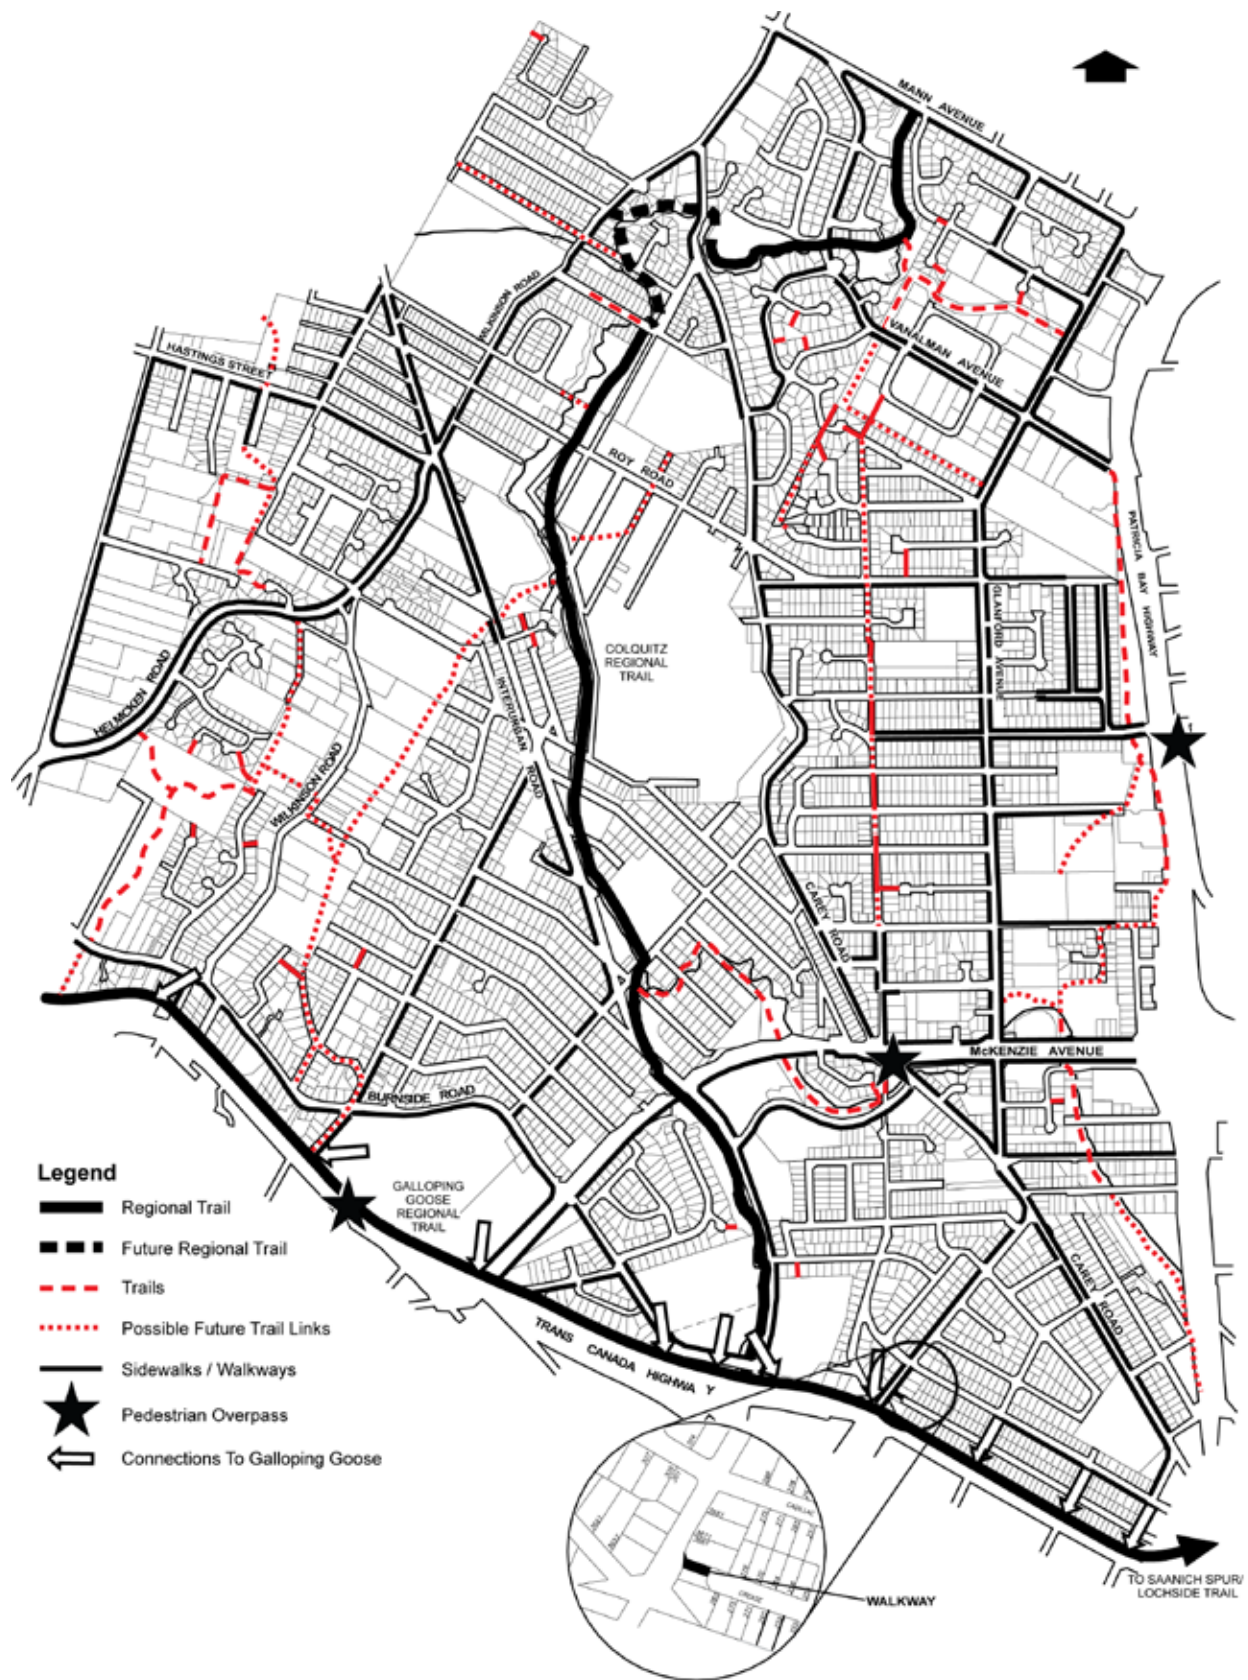 MANN AVENUE
WILKINSON ROAD
VANALMAN AVENUE
HASTINGS STREET
ROY ROAD
PATRICIA BAY HIGHWAY
GLANFORD AVENUE
COLQUITZ
REGIONAL
TRAIL
HELMCKEN ROAD
INTERURBAN ROAD
WILKINSON ROAD
CAREY ROAD
McKENZIE AVENUE
BURNSIDE ROAD
GALLOPING
GOOSE
REGIONAL
TRAIL
CAREY ROAD
TRANS CANADA HIGHWAY
Legend
Regional Trail
Future Regional Trail
Trails
Possible Future Trail Links
Sidewalks / Walkways
Pedestrian Overpass
Connections To Galloping Goose
CADILLAC
CREASE
WALKWAY
TO SAANICH SPUR/
LOCHSIDE TRAIL